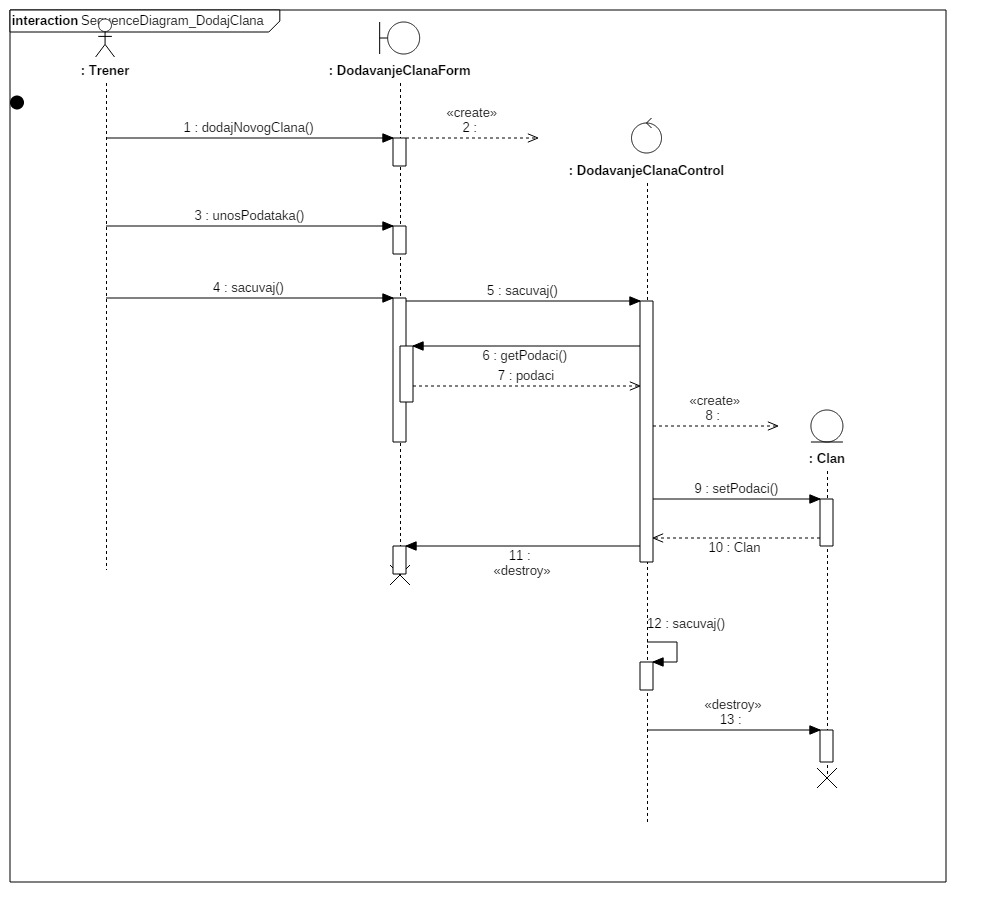 interaction SequenceDiagram_DodajClana
: Trener
: DodavanjeClanaForm
«create»
1 : dodajNovogClana()
2 :
: DodavanjeClanaControl
3 : unosPodataka()
4 : sacuvaj()
5 : sacuvaj()
6 : getPodaci()
7 : podaci
«create»
8 :
: Clan
9 : setPodaci()
10 : Clan
11 :
«destroy»
12 : sacuvaj()
«destroy»
13 :